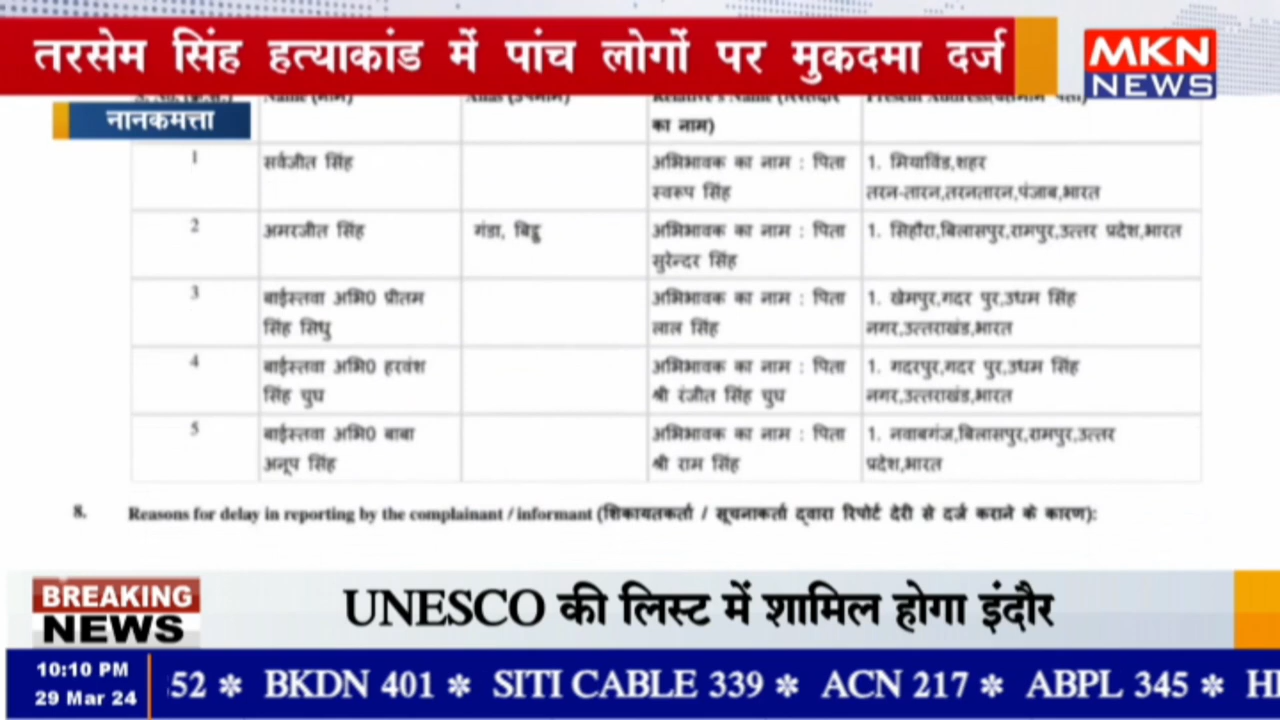 तरसेम सिंह हत्याकांड में पांच लोगों पर मुकदमा दर्ज
MKN
NEWS
नानकमत्ता
का नाम)
1 सर्वजीत सिंह अभिभावक का नाम : पिता 1. मियाविंड,शहर
स्वरूप सिंह तरन-तारन,तरनतारन,पंजाब,भारत
2 अमरजीत सिंह गंडा, बिट्टू अभिभावक का नाम : पिता 1. सिहौरा,बिलासपुर,रामपुर,उत्तर प्रदेश,भारत
सुरेन्दर सिंह
3 बाईस्तवा अभि0 प्रीतम अभिभावक का नाम : पिता 1. खेमपुर,गदर पुर,उधम सिंह
सिंह सिधु लाल सिंह नगर,उत्तराखंड,भारत
4 बाईस्तवा अभि0 हरवंश अभिभावक का नाम : पिता 1. गदरपुर,गदर पुर,उधम सिंह
सिंह चुघ श्री रंजीत सिंह चुघ नगर,उत्तराखंड,भारत
5 बाईस्तवा अभि0 बाबा अभिभावक का नाम : पिता 1. नवाबगंज,बिलासपुर,रामपुर,उत्तर
अनूप सिंह श्री राम सिंह प्रदेश,भारत
8. Reasons for delay in reporting by the complainant / informant (शिकायतकर्ता / सूचनाकर्ता द्वारा रिपोर्ट देरी से दर्ज कराने के कारण):
BREAKING
NEWS
UNESCO की लिस्ट में शामिल होगा इंदौर
10:10 PM
29 Mar 24
52 * BKDN 401 * SITI CABLE 339 * ACN 217 * ABPL 345 *